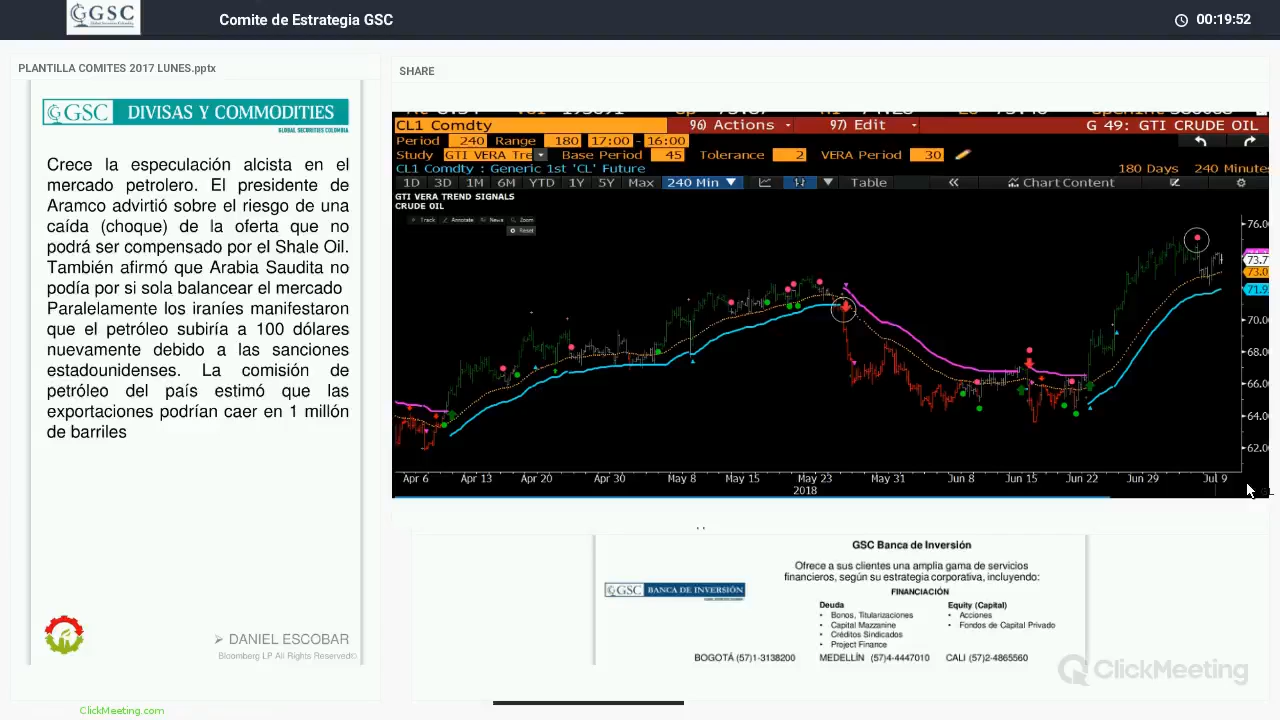 GSC
Comite de Estrategia GSC
00:19:52
PLANTILLA COMITES 2017 LUNES.pptx
SHARE
GSC DIVISAS Y COMMODITIES
GLOBAL SECURITIES COLOMBIA
Crece la especulación alcista en el
mercado petrolero. El presidente de
Aramco advirtió sobre el riesgo de una
caída (choque) de la oferta que no
podrá ser compensado por el Shale Oil.
También afirmó que Arabia Saudita no
podía por si sola balancear el mercado
Paralelamente los iraníes manifestaron
que el petróleo subiría a 100 dólares
nuevamente debido a las sanciones
estadounidenses. La comisión de
petróleo del país estimó que las
exportaciones podrían caer en 1 millón
de barriles
➢ DANIEL ESCOBAR
Bloomberg LP All Rights Reserved©
ClickMeeting.com
CL1 Comdty 96) Actions 97) Edit G 49: GTI CRUDE OIL
Period 240 Range 180 17:00 - 16:00
Study GTI VERA Tre Base Period 45 Tolerance 2 VERA Period 30
CL1 Comdty : Generic 1st 'CL' Future 180 Days 240 Minutes
1D 3D 1M 6M YTD 1Y 5Y Max 240 Min ▼ Table « Chart Content
GTI VERA TREND SIGNALS
CRUDE OIL
Track Annotate News Zoom
Reset
76.0
73.7
73.0
71.9
70.0
68.0
66.0
64.0
62.0
Apr 6 Apr 13 Apr 20 Apr 30 May 8 May 15 May 23 May 31 Jun 8 Jun 15 Jun 22 Jun 29 Jul 9
2018
GSC BANCA DE INVERSIÓN
GSC Banca de Inversión
Ofrece a sus clientes una amplia gama de servicios
financieros, según su estrategia corporativa, incluyendo:
FINANCIACIÓN
Deuda
• Bonos, Titularizaciones
• Capital Mazzanine
• Créditos Sindicados
• Project Finance
Equity (Capital)
• Acciones
• Fondos de Capital Privado
BOGOTÁ (57)1-3138200 MEDELLÍN (57)4-4447010 CALI (57)2-4865560
ClickMeeting